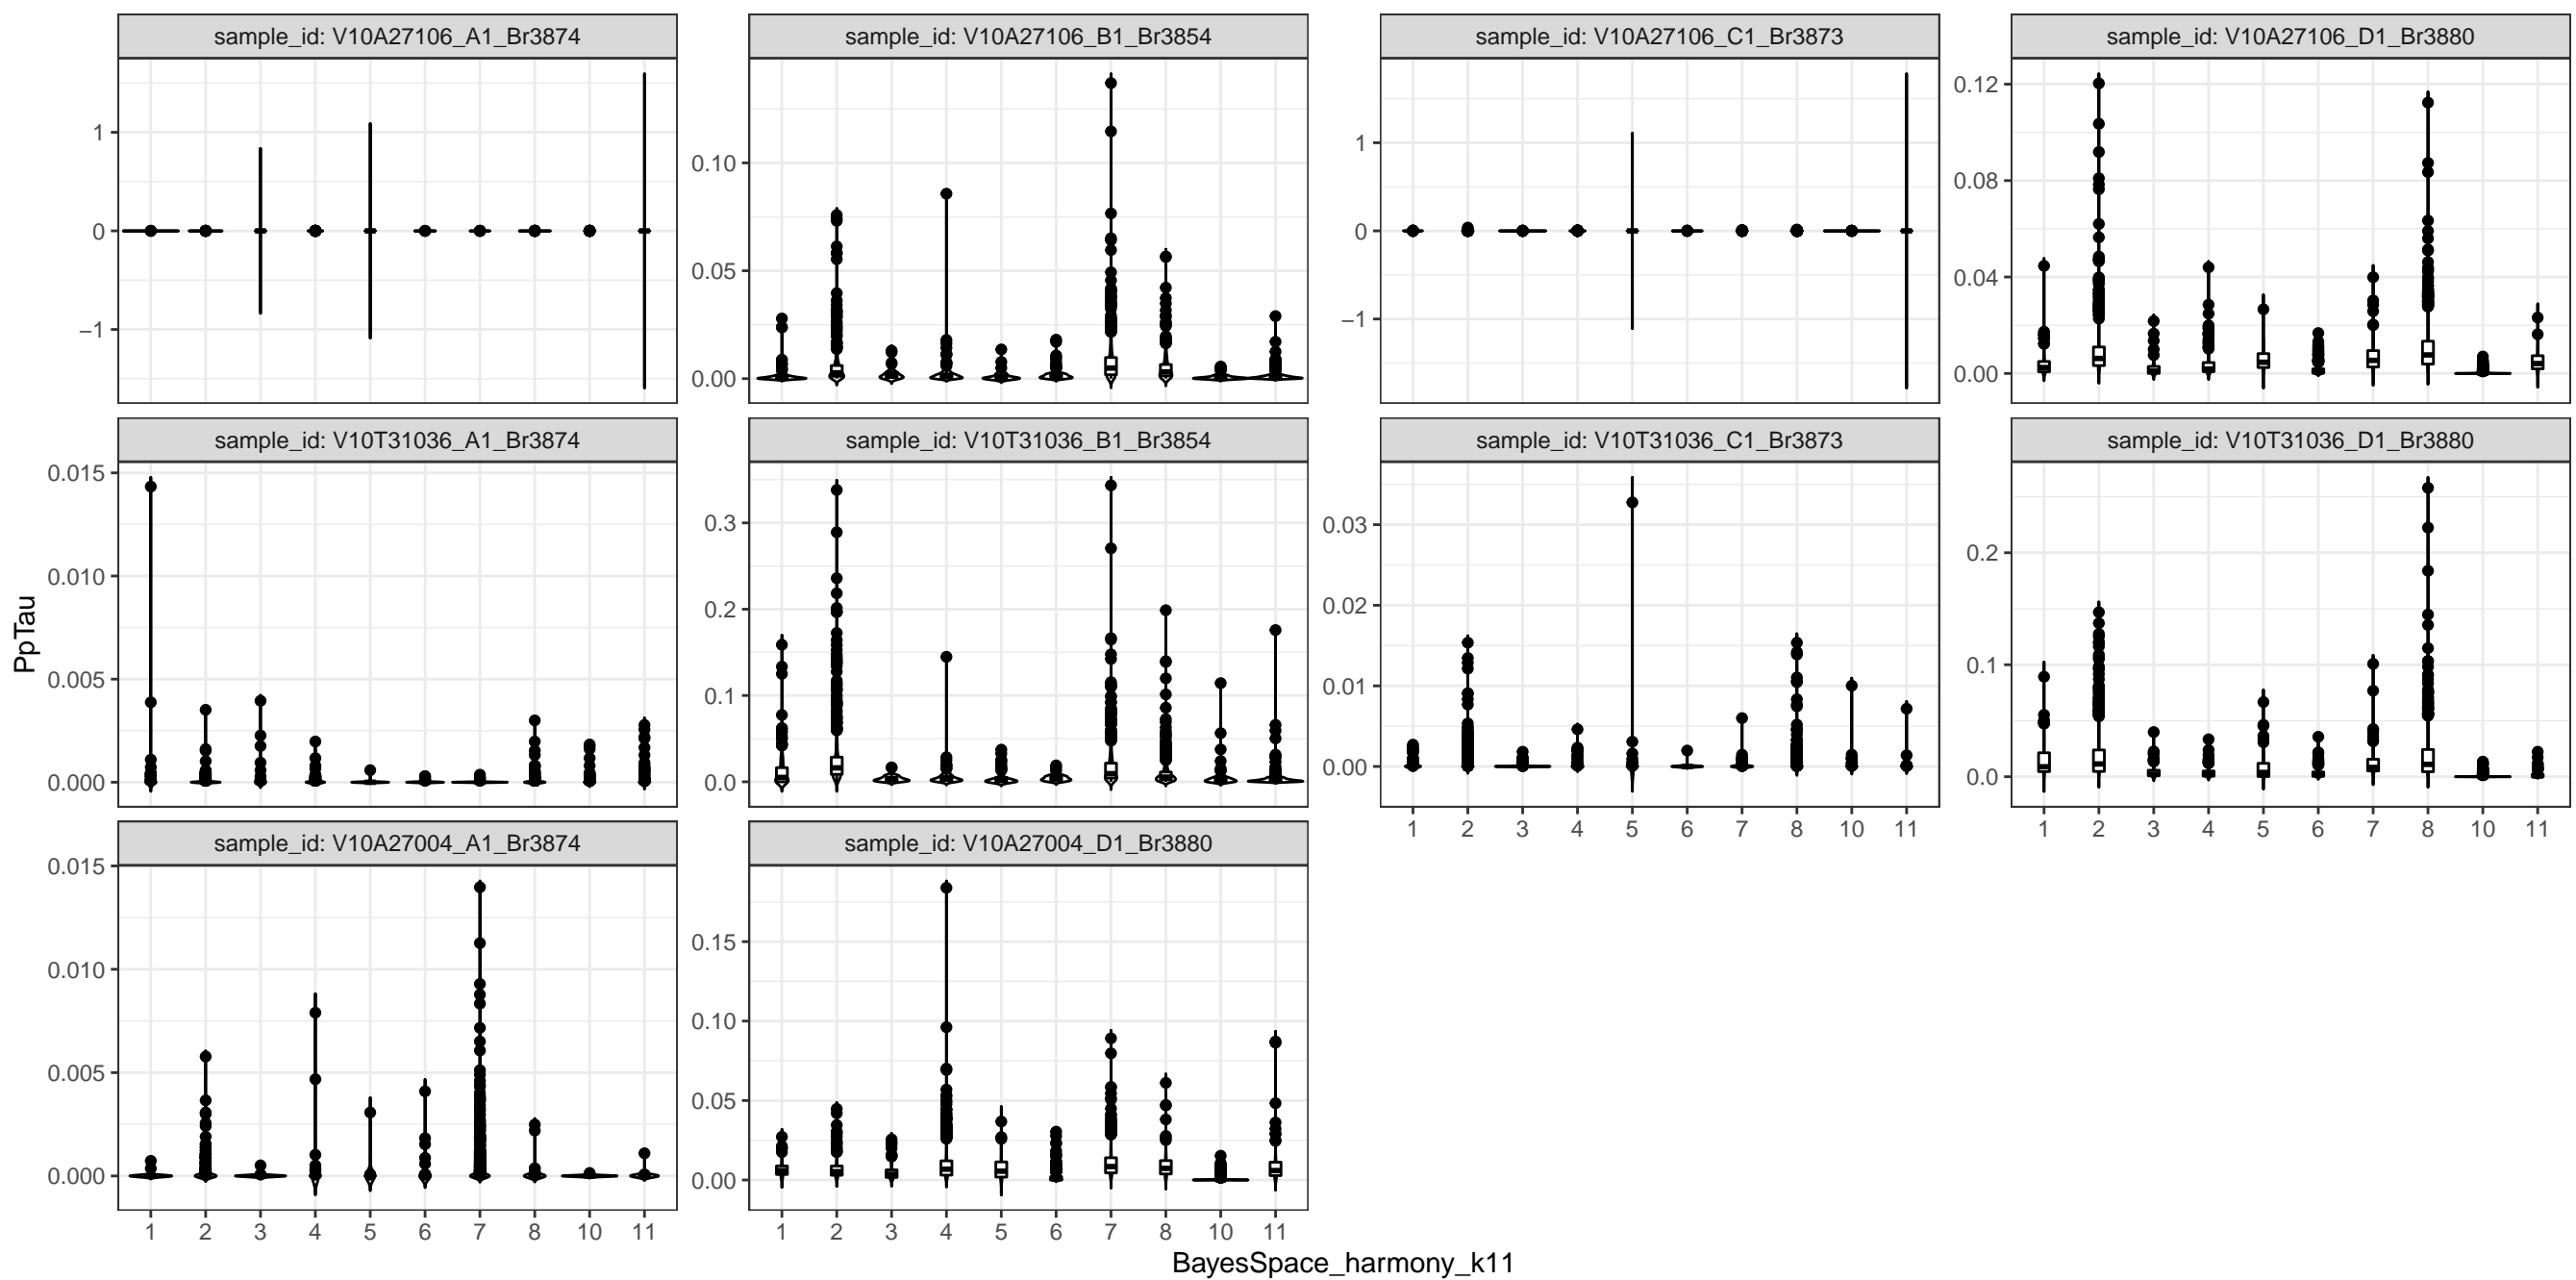 sample_id: V10A27106_A1_Br3874
sample_id: V10A27106_B1_Br3854
sample_id: V10A27106_C1_Br3873
sample_id: V10A27106_D1_Br3880
1
0
−1
0.10
0.05
0.00
1
0
−1
0.12
0.08
0.04
0.00
sample_id: V10T31036_A1_Br3874
sample_id: V10T31036_B1_Br3854
sample_id: V10T31036_C1_Br3873
sample_id: V10T31036_D1_Br3880
PpTau
0.015
0.010
0.005
0.000
0.3
0.2
0.1
0.0
0.03
0.02
0.01
0.00
0.2
0.1
0.0
1 2 3 4 5 6 7 8 10 11
1 2 3 4 5 6 7 8 10 11
sample_id: V10A27004_A1_Br3874
sample_id: V10A27004_D1_Br3880
0.015
0.010
0.005
0.000
0.15
0.10
0.05
0.00
1 2 3 4 5 6 7 8 10 11
1 2 3 4 5 6 7 8 10 11
BayesSpace_harmony_k11